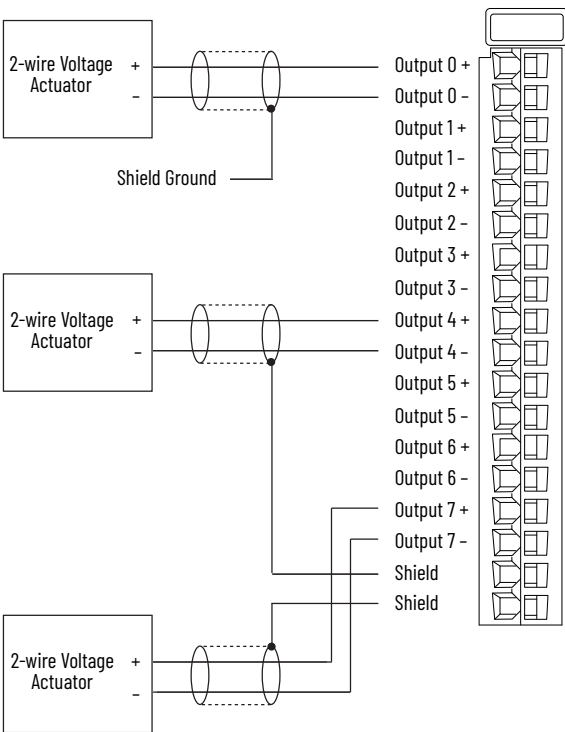 2-wire Voltage
Actuator
+
-
Shield Ground
2-wire Voltage
Actuator
+
-
2-wire Voltage
Actuator
+
-
Output 0 +
Output 0 -
Output 1 +
Output 1 -
Output 2 +
Output 2 -
Output 3 +
Output 3 -
Output 4 +
Output 4 -
Output 5 +
Output 5 -
Output 6 +
Output 6 -
Output 7 +
Output 7 -
Shield
Shield